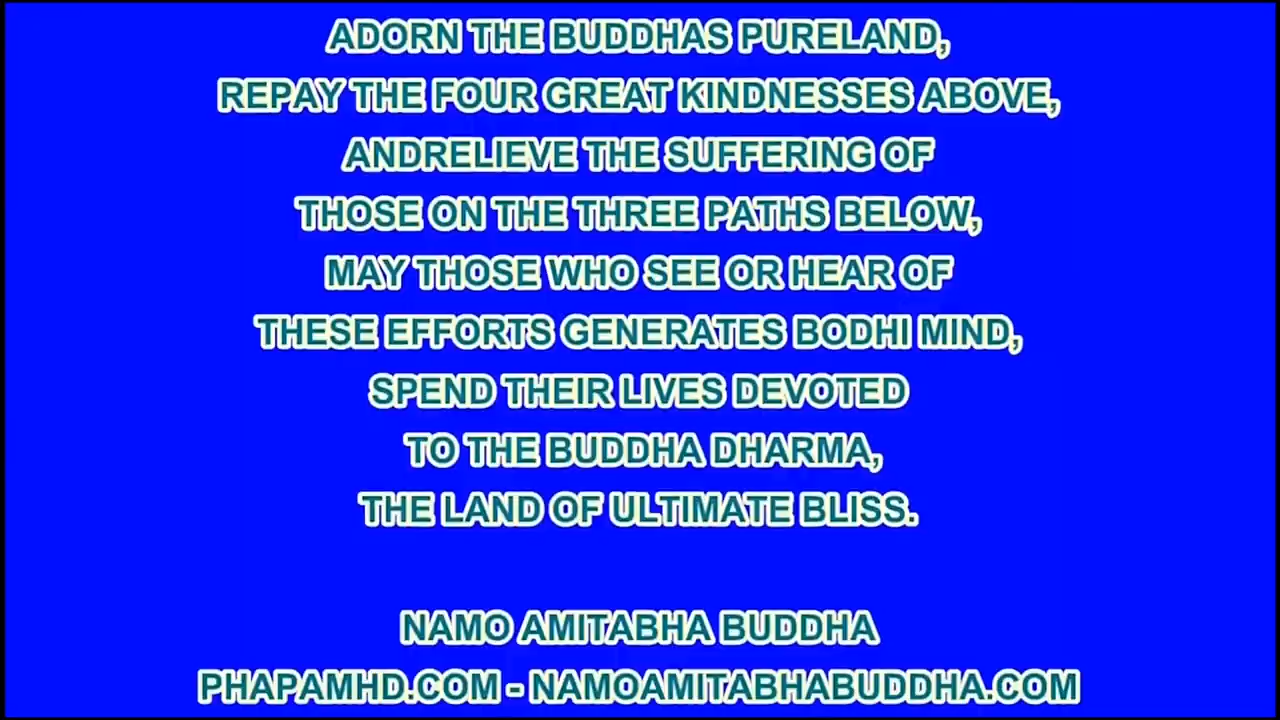 ADORN THE BUDDHAS PURELAND,
REPAY THE FOUR GREAT KINDNESSES ABOVE,
ANDRELIEVE THE SUFFERING OF
THOSE ON THE THREE PATHS BELOW,
MAY THOSE WHO SEE OR HEAR OF
THESE EFFORTS GENERATES BODHI MIND,
SPEND THEIR LIVES DEVOTED
TO THE BUDDHA DHARMA,
THE LAND OF ULTIMATE BLISS.
NAMO AMITABHA BUDDHA
PHAPAMHD.COM - NAMOAMITABHABUDDHA.COM